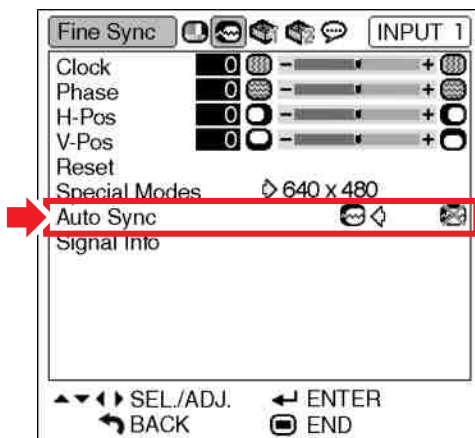 Fine Sync INPUT 1
Clock 0 - +
Phase 0 - +
H-Pos 0 - +
V-Pos 0 - +
Reset
Special Modes 640 x 480
Auto Sync
Signal Info
SEL./ADJ. ENTER
BACK END